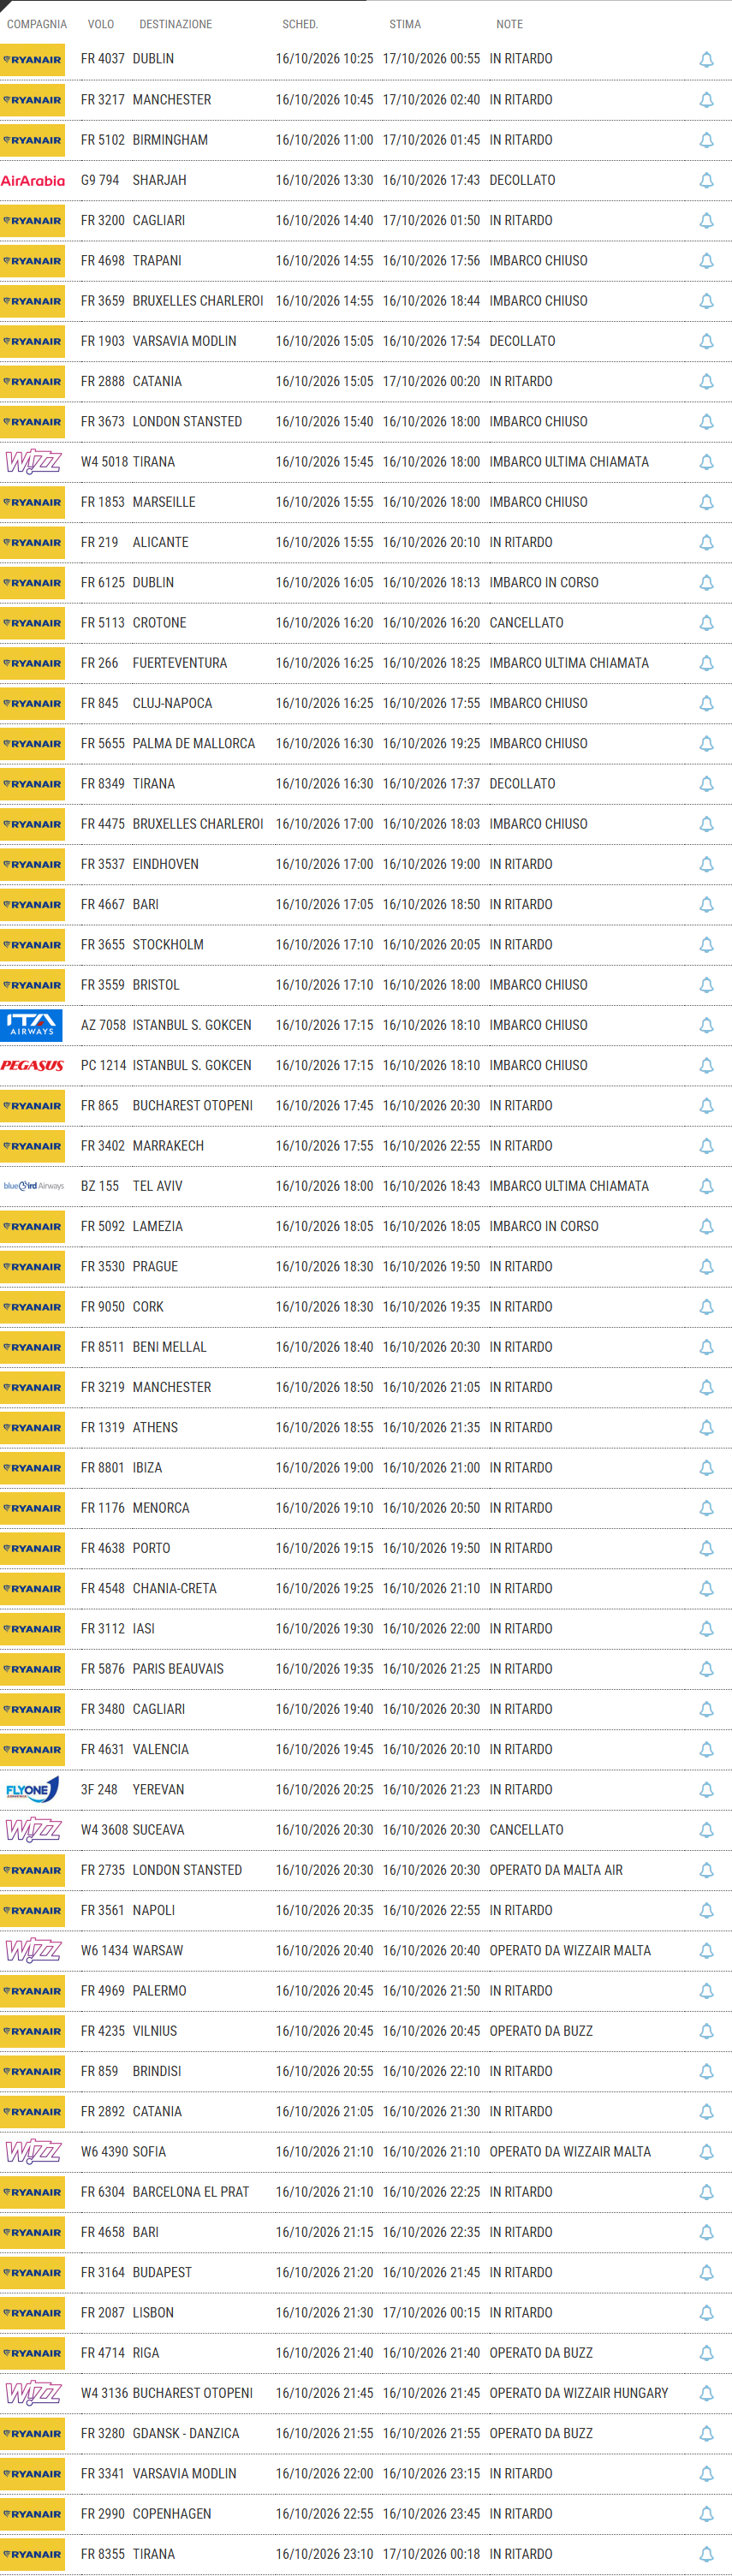 COMPAGNIA VOLO DESTINAZIONE SCHED. STIMA NOTE
RYANAIR FR 4037 DUBLIN 16/10/2026 10:25 17/10/2026 00:55 IN RITARDO
RYANAIR FR 3217 MANCHESTER 16/10/2026 10:45 17/10/2026 02:40 IN RITARDO
RYANAIR FR 5102 BIRMINGHAM 16/10/2026 11:00 17/10/2026 01:45 IN RITARDO
AirArabia G9 794 SHARJAH 16/10/2026 13:30 16/10/2026 17:43 DECOLLATO
RYANAIR FR 3200 CAGLIARI 16/10/2026 14:40 17/10/2026 01:50 IN RITARDO
RYANAIR FR 4698 TRAPANI 16/10/2026 14:55 16/10/2026 17:56 IMBARCO CHIUSO
RYANAIR FR 3659 BRUXELLES CHARLEROI 16/10/2026 14:55 16/10/2026 18:44 IMBARCO CHIUSO
RYANAIR FR 1903 VARSAVIA MODLIN 16/10/2026 15:05 16/10/2026 17:54 DECOLLATO
RYANAIR FR 2888 CATANIA 16/10/2026 15:05 17/10/2026 00:20 IN RITARDO
RYANAIR FR 3673 LONDON STANSTED 16/10/2026 15:40 16/10/2026 18:00 IMBARCO CHIUSO
WIZZ W4 5018 TIRANA 16/10/2026 15:45 16/10/2026 18:00 IMBARCO ULTIMA CHIAMATA
RYANAIR FR 1853 MARSEILLE 16/10/2026 15:55 16/10/2026 18:00 IMBARCO CHIUSO
RYANAIR FR 219 ALICANTE 16/10/2026 15:55 16/10/2026 20:10 IN RITARDO
RYANAIR FR 6125 DUBLIN 16/10/2026 16:05 16/10/2026 18:13 IMBARCO IN CORSO
RYANAIR FR 5113 CROTONE 16/10/2026 16:20 16/10/2026 16:20 CANCELLATO
RYANAIR FR 266 FUERTEVENTURA 16/10/2026 16:25 16/10/2026 18:25 IMBARCO ULTIMA CHIAMATA
RYANAIR FR 845 CLUJ-NAPOCA 16/10/2026 16:25 16/10/2026 17:55 IMBARCO CHIUSO
RYANAIR FR 5655 PALMA DE MALLORCA 16/10/2026 16:30 16/10/2026 19:25 IMBARCO CHIUSO
RYANAIR FR 8349 TIRANA 16/10/2026 16:30 16/10/2026 17:37 DECOLLATO
RYANAIR FR 4475 BRUXELLES CHARLEROI 16/10/2026 17:00 16/10/2026 18:03 IMBARCO CHIUSO
RYANAIR FR 3537 EINDHOVEN 16/10/2026 17:00 16/10/2026 19:00 IN RITARDO
RYANAIR FR 4667 BARI 16/10/2026 17:05 16/10/2026 18:50 IN RITARDO
RYANAIR FR 3655 STOCKHOLM 16/10/2026 17:10 16/10/2026 20:05 IN RITARDO
RYANAIR FR 3559 BRISTOL 16/10/2026 17:10 16/10/2026 18:00 IMBARCO CHIUSO
ITA AIRWAYS AZ 7058 ISTANBUL S. GOKCEN 16/10/2026 17:15 16/10/2026 18:10 IMBARCO CHIUSO
PEGASUS PC 1214 ISTANBUL S. GOKCEN 16/10/2026 17:15 16/10/2026 18:10 IMBARCO CHIUSO
RYANAIR FR 865 BUCHAREST OTOPENI 16/10/2026 17:45 16/10/2026 20:30 IN RITARDO
RYANAIR FR 3402 MARRAKECH 16/10/2026 17:55 16/10/2026 22:55 IN RITARDO
blueBird Airways BZ 155 TEL AVIV 16/10/2026 18:00 16/10/2026 18:43 IMBARCO ULTIMA CHIAMATA
RYANAIR FR 5092 LAMEZIA 16/10/2026 18:05 16/10/2026 18:05 IMBARCO IN CORSO
RYANAIR FR 3530 PRAGUE 16/10/2026 18:30 16/10/2026 19:50 IN RITARDO
RYANAIR FR 9050 CORK 16/10/2026 18:30 16/10/2026 19:35 IN RITARDO
RYANAIR FR 8511 BENI MELLAL 16/10/2026 18:40 16/10/2026 20:30 IN RITARDO
RYANAIR FR 3219 MANCHESTER 16/10/2026 18:50 16/10/2026 21:05 IN RITARDO
RYANAIR FR 1319 ATHENS 16/10/2026 18:55 16/10/2026 21:35 IN RITARDO
RYANAIR FR 8801 IBIZA 16/10/2026 19:00 16/10/2026 21:00 IN RITARDO
RYANAIR FR 1176 MENORCA 16/10/2026 19:10 16/10/2026 20:50 IN RITARDO
RYANAIR FR 4638 PORTO 16/10/2026 19:15 16/10/2026 19:50 IN RITARDO
RYANAIR FR 4548 CHANIA-CRETA 16/10/2026 19:25 16/10/2026 21:10 IN RITARDO
RYANAIR FR 3112 IASI 16/10/2026 19:30 16/10/2026 22:00 IN RITARDO
RYANAIR FR 5876 PARIS BEAUVAIS 16/10/2026 19:35 16/10/2026 21:25 IN RITARDO
RYANAIR FR 3480 CAGLIARI 16/10/2026 19:40 16/10/2026 20:30 IN RITARDO
RYANAIR FR 4631 VALENCIA 16/10/2026 19:45 16/10/2026 20:10 IN RITARDO
FLYONE 3F 248 YEREVAN 16/10/2026 20:25 16/10/2026 21:23 IN RITARDO
WIZZ W4 3608 SUCEAVA 16/10/2026 20:30 16/10/2026 20:30 CANCELLATO
RYANAIR FR 2735 LONDON STANSTED 16/10/2026 20:30 16/10/2026 20:30 OPERATO DA MALTA AIR
RYANAIR FR 3561 NAPOLI 16/10/2026 20:35 16/10/2026 22:55 IN RITARDO
WIZZ W6 1434 WARSAW 16/10/2026 20:40 16/10/2026 20:40 OPERATO DA WIZZAIR MALTA
RYANAIR FR 4969 PALERMO 16/10/2026 20:45 16/10/2026 21:50 IN RITARDO
RYANAIR FR 4235 VILNIUS 16/10/2026 20:45 16/10/2026 20:45 OPERATO DA BUZZ
RYANAIR FR 859 BRINDISI 16/10/2026 20:55 16/10/2026 22:10 IN RITARDO
RYANAIR FR 2892 CATANIA 16/10/2026 21:05 16/10/2026 21:30 IN RITARDO
WIZZ W6 4390 SOFIA 16/10/2026 21:10 16/10/2026 21:10 OPERATO DA WIZZAIR MALTA
RYANAIR FR 6304 BARCELONA EL PRAT 16/10/2026 21:10 16/10/2026 22:25 IN RITARDO
RYANAIR FR 4658 BARI 16/10/2026 21:15 16/10/2026 22:35 IN RITARDO
RYANAIR FR 3164 BUDAPEST 16/10/2026 21:20 16/10/2026 21:45 IN RITARDO
RYANAIR FR 2087 LISBON 16/10/2026 21:30 17/10/2026 00:15 IN RITARDO
RYANAIR FR 4714 RIGA 16/10/2026 21:40 16/10/2026 21:40 OPERATO DA BUZZ
WIZZ W4 3136 BUCHAREST OTOPENI 16/10/2026 21:45 16/10/2026 21:45 OPERATO DA WIZZAIR HUNGARY
RYANAIR FR 3280 GDANSK - DANZICA 16/10/2026 21:55 16/10/2026 21:55 OPERATO DA BUZZ
RYANAIR FR 3341 VARSAVIA MODLIN 16/10/2026 22:00 16/10/2026 23:15 IN RITARDO
RYANAIR FR 2990 COPENHAGEN 16/10/2026 22:55 16/10/2026 23:45 IN RITARDO
RYANAIR FR 8355 TIRANA 16/10/2026 23:10 17/10/2026 00:18 IN RITARDO